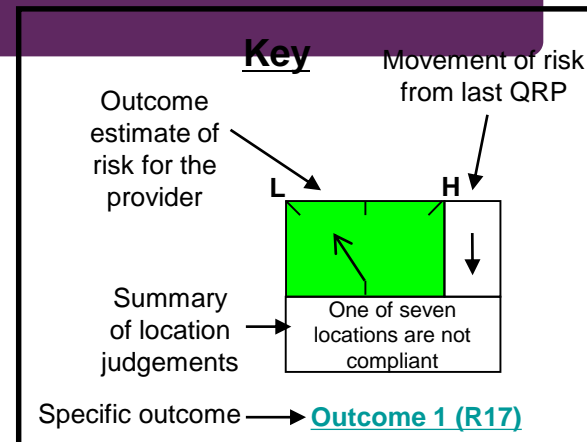 Key
Movement of risk
from last QRP
Outcome
estimate of
risk for the
provider
L
H
Summary
of location
judgements
One of seven
locations are not
compliant
Specific outcome
Outcome 1 (R17)